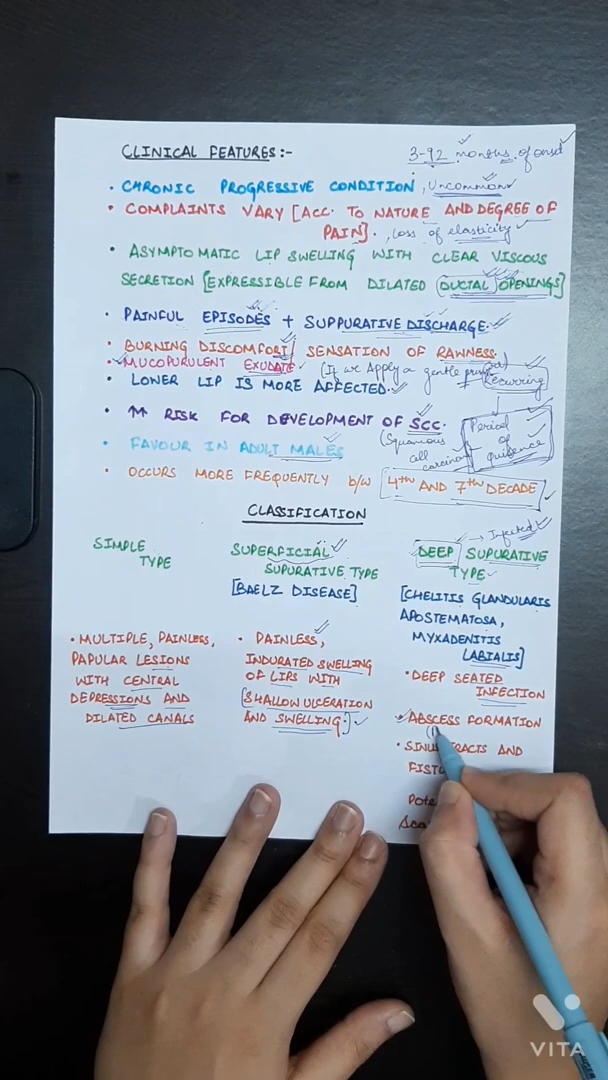 CLINICAL FEATURES:-
3-92 months of onset
• CHRONIC PROGRESSIVE CONDITION, Uncommon
• COMPLAINTS VARY [ACC. TO NATURE AND DEGREE OF
PAIN]. , Loss of elasticity
• ASYMPTOMATIC LIP SWELLING WITH CLEAR VISCOUS
SECRETION [EXPRESSIBLE FROM DILATED (DUCTAL) OPENINGS]
• PAINFUL EPISODES + SUPPURATIVE DISCHARGE.
• BURNING DISCOMFORT/ SENSATION OF RAWNESS.
• MUCOPURULENT EXUDATE (If we Apply a gentle
• LOWER LIP IS MORE AFFECTED. Recurring
• ⇈ RISK FOR DEVELOPMENT OF SCC.
(Squamous cell carcinoma)
Period of
• FAVOUR IN ADULT MALES
• OCCURS MORE FREQUENTLY b/w [4TH AND 7TH DECADE]
CLASSIFICATION
→ Infected
SIMPLE TYPE
SUPERFICIAL
SUPURATIVE TYPE
[BAELZ DISEASE]
DEEP SUPURATIVE
TYPE
[CHELITIS GLANDULARIS
APOSTEMATOSA,
MYXADENITIS
LABIALIS]
• MULTIPLE, PAINLESS,
PAPULAR LESIONS
WITH CENTRAL
DEPRESSIONS AND
DILATED CANALS
• PAINLESS,
INDURATED SWELLING
OF LIPS WITH
[SHALLOW ULCERATION
AND SWELLING.]
• DEEP SEATED
INFECTION
• ABSCESS FORMATION
• SINUS TRACTS AND
VITA